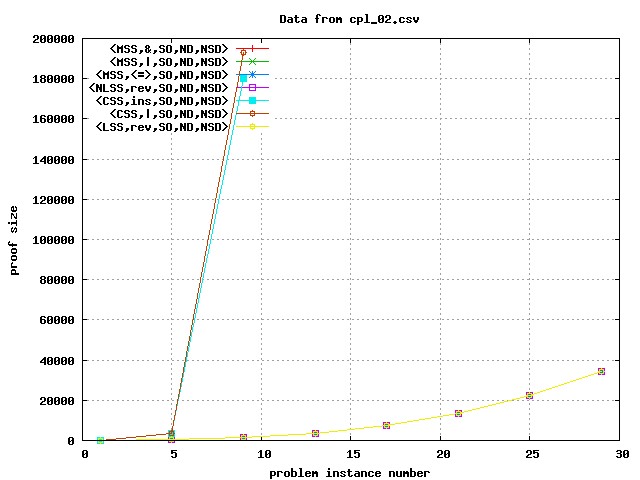 Data from cpl_02.csv
200000
180000
160000
140000
120000
100000
80000
60000
40000
20000
0
proof size
<MSS,&,SO,ND,NSD>
<MSS,|,SO,ND,NSD>
<MSS,<=>,SO,ND,NSD>
<NLSS,rev,SO,ND,NSD>
<CSS,ins,SO,ND,NSD>
<CSS,|,SO,ND,NSD>
<LSS,rev,SO,ND,NSD>
0 5 10 15 20 25 30
problem instance number